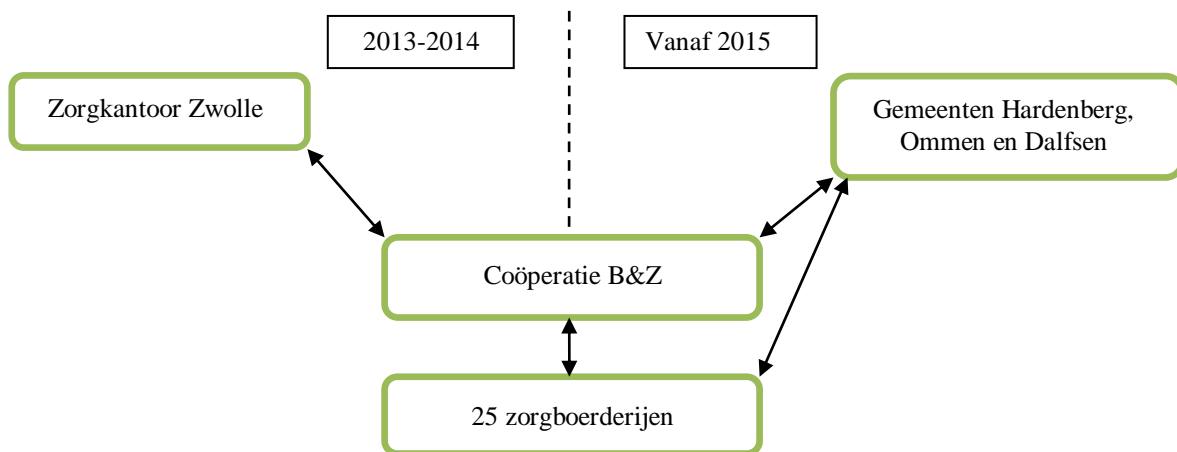 2013-2014
Vanaf 2015
Zorgkantoor Zwolle
Gemeenten Hardenberg,
Ommen en Dalfsen
Coöperatie B&Z
25 zorgboerderijen